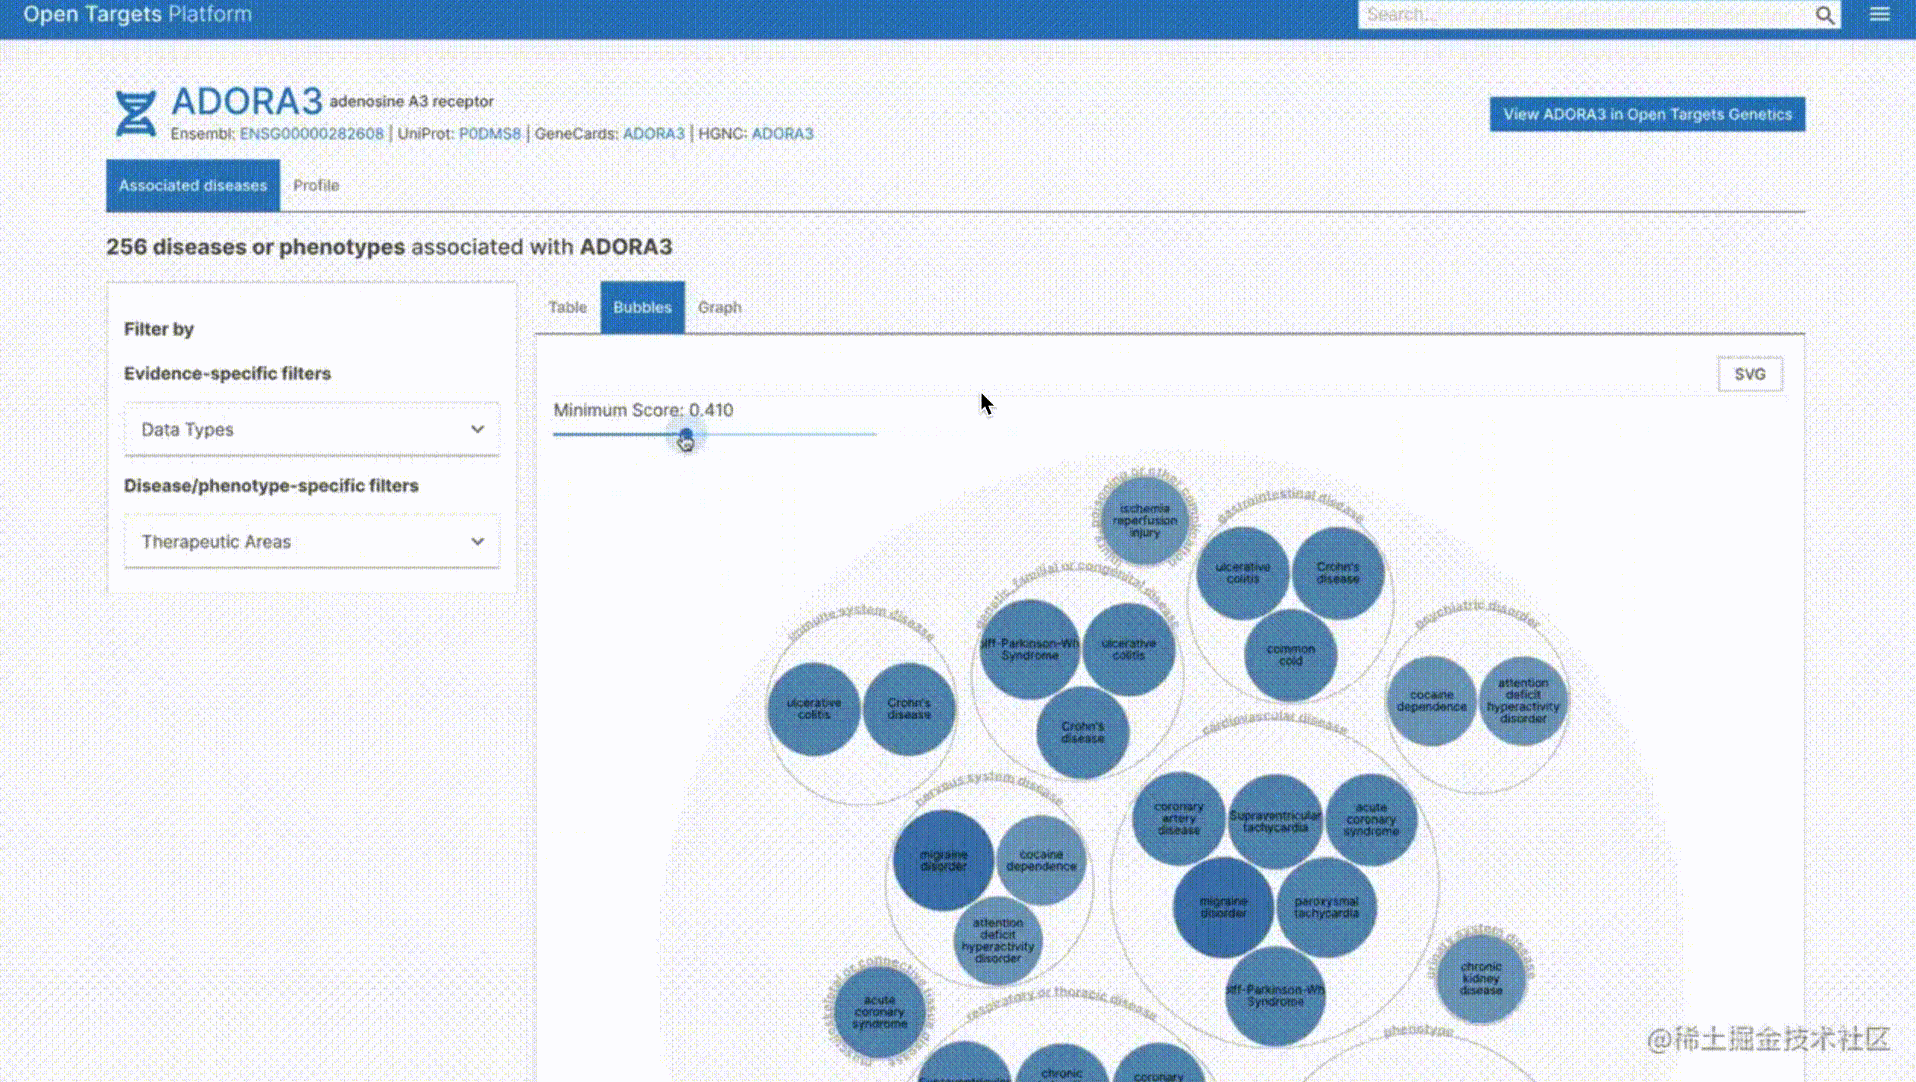 Open Targets Platform
Search...
ADORA3 adenosine A3 receptor
View ADORA3 in Open Targets Genetics
Ensembl: ENSG00000282608 | UniProt: P0DMS8 | GeneCards: ADORA3 | HGNC: ADORA3
Associated diseases
Profile
256 diseases or phenotypes associated with ADORA3
Filter by
Evidence-specific filters
Data Types
Disease/phenotype-specific filters
Therapeutic Areas
Table
Bubbles
Graph
SVG
Minimum Score: 0.410
ischemia
reperfusion
injury
gastrointestinal disease
ulcerative
colitis
Crohn's
disease
common
cold
genetic, familial or congenital disease
iff-Parkinson-Wh
Syndrome
ulcerative
colitis
Crohn's
disease
immune system disease
ulcerative
colitis
Crohn's
disease
psychiatric disorder
cocaine
dependence
attention
deficit
hyperactivity
disorder
cardiovascular disease
coronary
artery
disease
Supraventricular
tachycardia
acute
coronary
syndrome
migraine
disorder
paroxysmal
tachycardia
iff-Parkinson-Wh
Syndrome
nervous system disease
migraine
disorder
cocaine
dependence
attention
deficit
hyperactivity
disorder
chronic
kidney
disease
acute
coronary
syndrome
respiratory or thoracic disease
chronic
coronary
phenotype
@稀土掘金技术社区